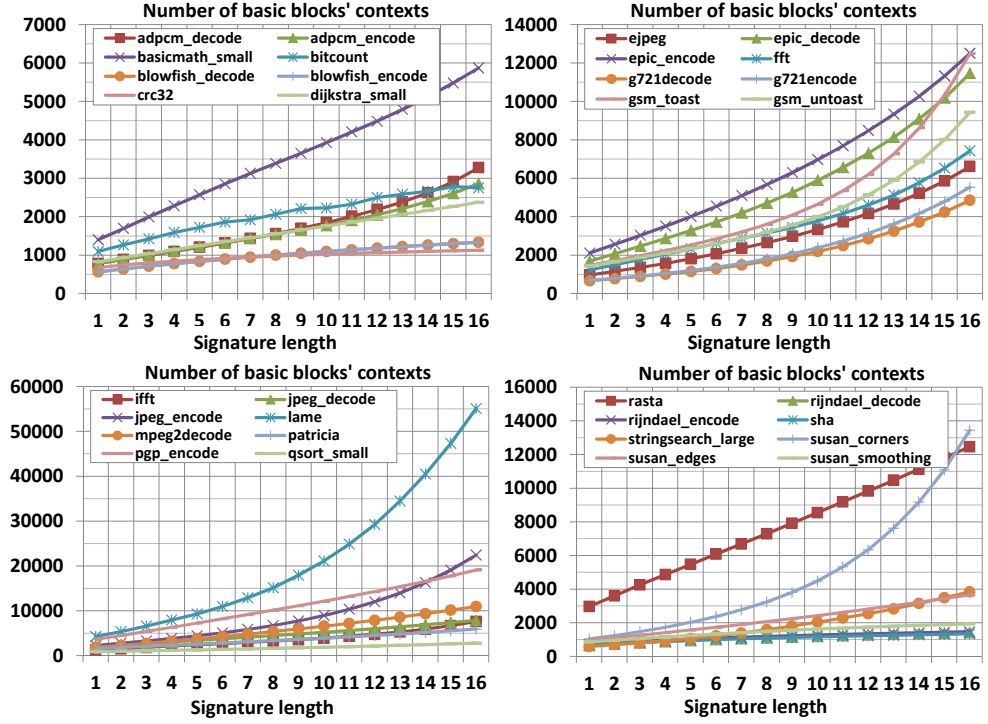 Number of basic blocks' contexts
7000
6000
5000
4000
3000
2000
1000
0
adpcm_decode adpcm_encode
basicmath_small bitcount
blowfish_decode blowfish_encode
crc32 dijkstra_small
1 2 3 4 5 6 7 8 9 10 11 12 13 14 15 16
Signature length
Number of basic blocks' contexts
14000
12000
10000
8000
6000
4000
2000
0
ejpeg epic_decode
epic_encode fft
g721decode g721encode
gsm_toast gsm_untoast
1 2 3 4 5 6 7 8 9 10 11 12 13 14 15 16
Signature length
Number of basic blocks' contexts
60000
50000
40000
30000
20000
10000
0
ifft jpeg_decode
jpeg_encode lame
mpeg2decode patricia
pgp_encode qsort_small
1 2 3 4 5 6 7 8 9 10 11 12 13 14 15 16
Signature length
Number of basic blocks' contexts
16000
14000
12000
10000
8000
6000
4000
2000
0
rasta rijndael_decode
rijndael_encode sha
stringsearch_large susan_corners
susan_edges susan_smoothing
1 2 3 4 5 6 7 8 9 10 11 12 13 14 15 16
Signature length